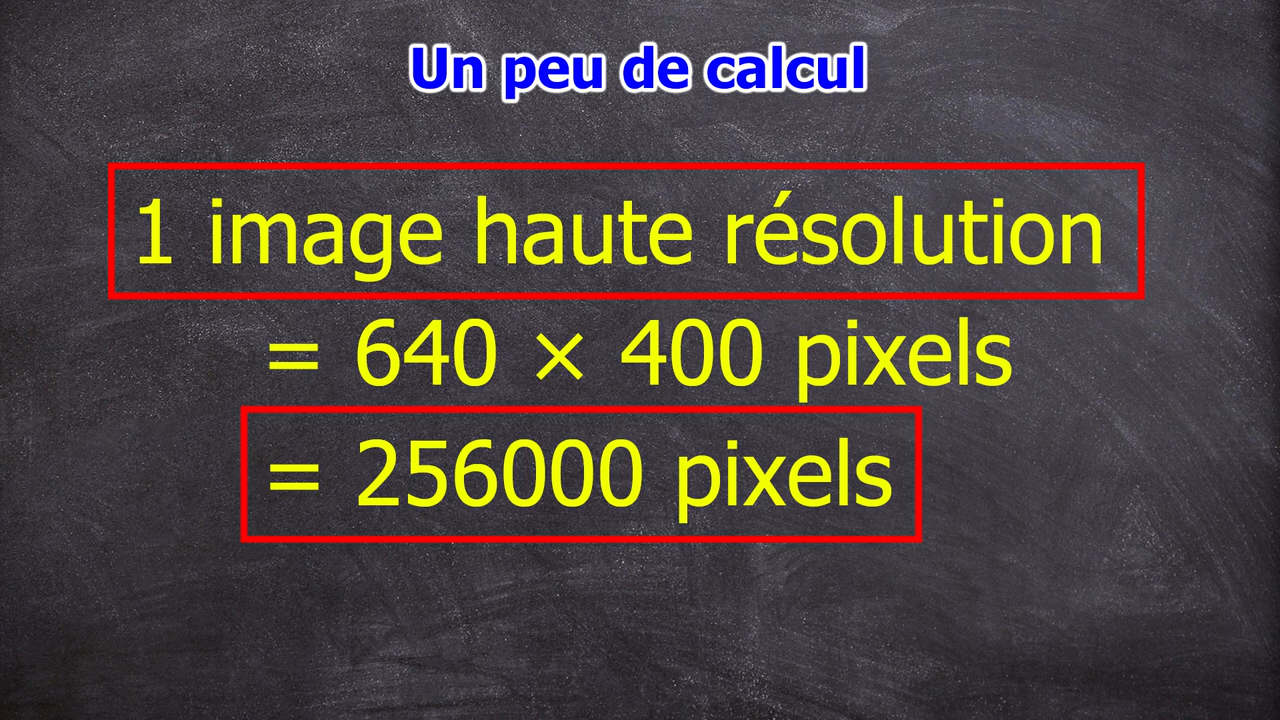 Un peu de calcul
1 image haute résolution
= 640 × 400 pixels
= 256000 pixels